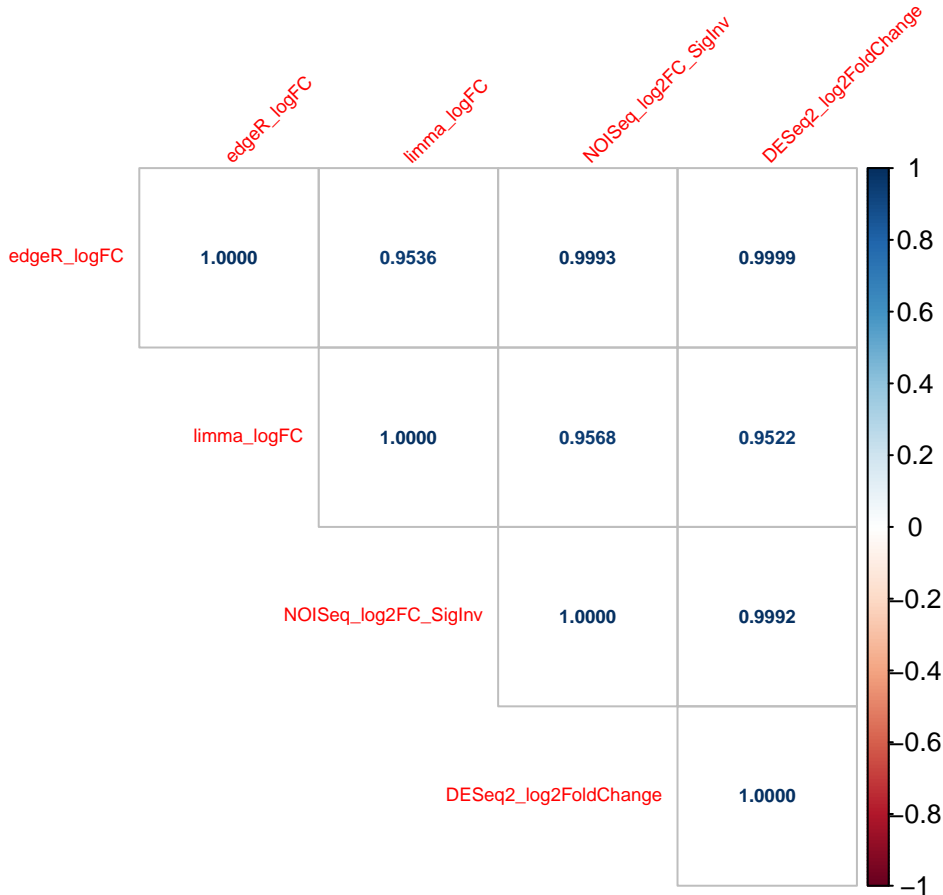 edgeR_logFC
limma_logFC
NOISeq_log2FC_SigInv
DESeq2_log2FoldChange
edgeR_logFC 1.0000 0.9536 0.9993 0.9999
limma_logFC 1.0000 0.9568 0.9522
NOISeq_log2FC_SigInv 1.0000 0.9992
DESeq2_log2FoldChange 1.0000
1
0.8
0.6
0.4
0.2
0
−0.2
−0.4
−0.6
−0.8
−1